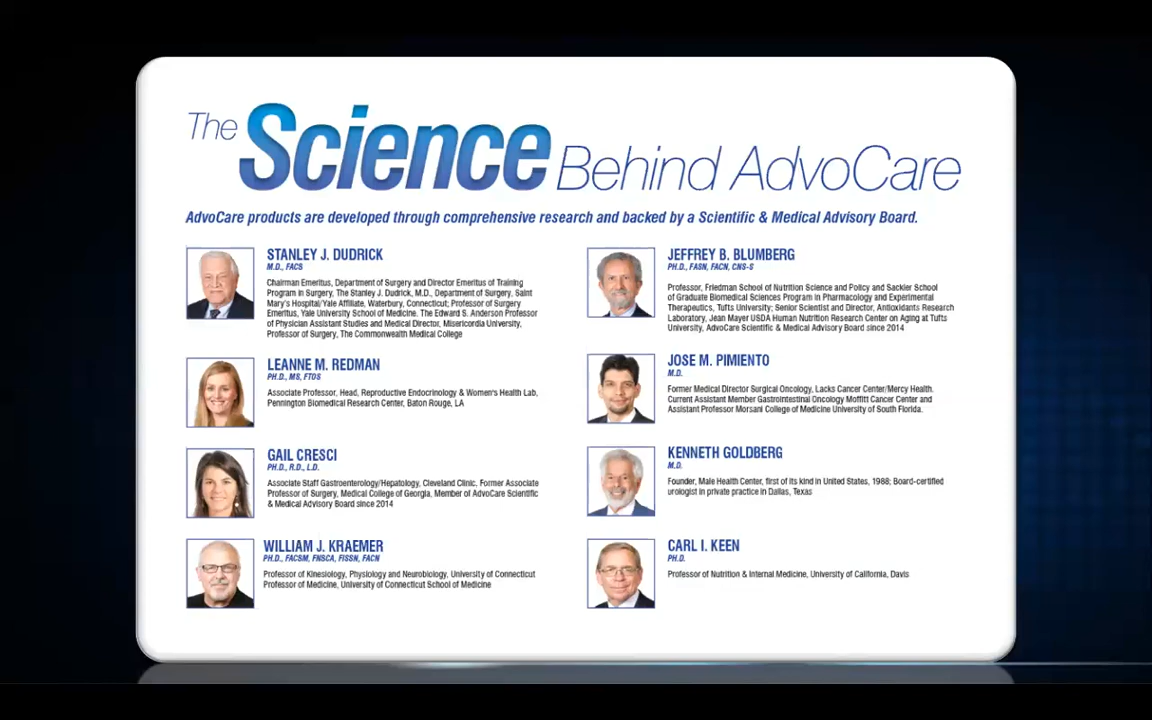 The Science Behind AdvoCare
AdvoCare products are developed through comprehensive research and backed by a Scientific & Medical Advisory Board.
STANLEY J. DUDRICK
M.D., FACS
Chairman Emeritus, Department of Surgery and Director Emeritus of Training
Program in Surgery, The Stanley J. Dudrick, M.D., Department of Surgery, Saint
Mary's Hospital/Yale Affiliate, Waterbury, Connecticut; Professor of Surgery
Emeritus, Yale University School of Medicine. The Edward S. Anderson Professor
of Physician Assistant Studies and Medical Director, Misericordia University,
Professor of Surgery, The Commonwealth Medical College
LEANNE M. REDMAN
PH.D., MS, FTOS
Associate Professor, Head, Reproductive Endocrinology & Women's Health Lab,
Pennington Biomedical Research Center, Baton Rouge, LA
GAIL CRESCI
PH.D., R.D., L.D.
Associate Staff Gastroenterology/Hepatology, Cleveland Clinic, Former Associate
Professor of Surgery, Medical College of Georgia, Member of AdvoCare Scientific
& Medical Advisory Board since 2014
WILLIAM J. KRAEMER
PH.D., FACSM, FNSCA, FISSN, FACN
Professor of Kinesiology, Physiology and Neurobiology, University of Connecticut
Professor of Medicine, University of Connecticut School of Medicine
JEFFREY B. BLUMBERG
PH.D., FASN, FACN, CNS-S
Professor, Friedman School of Nutrition Science and Policy and Sackler School
of Graduate Biomedical Sciences Program in Pharmacology and Experimental
Therapeutics, Tufts University; Senior Scientist and Director, Antioxidants Research
Laboratory, Jean Mayer USDA Human Nutrition Research Center on Aging at Tufts
University, AdvoCare Scientific & Medical Advisory Board since 2014
JOSE M. PIMIENTO
M.D.
Former Medical Director Surgical Oncology, Lacks Cancer Center/Mercy Health.
Current Assistant Member Gastrointestinal Oncology Moffitt Cancer Center and
Assistant Professor Morsani College of Medicine University of South Florida.
KENNETH GOLDBERG
M.D.
Founder, Male Health Center, first of its kind in United States, 1988; Board-certified
urologist in private practice in Dallas, Texas
CARL I. KEEN
PH.D.
Professor of Nutrition & Internal Medicine, University of California, Davis